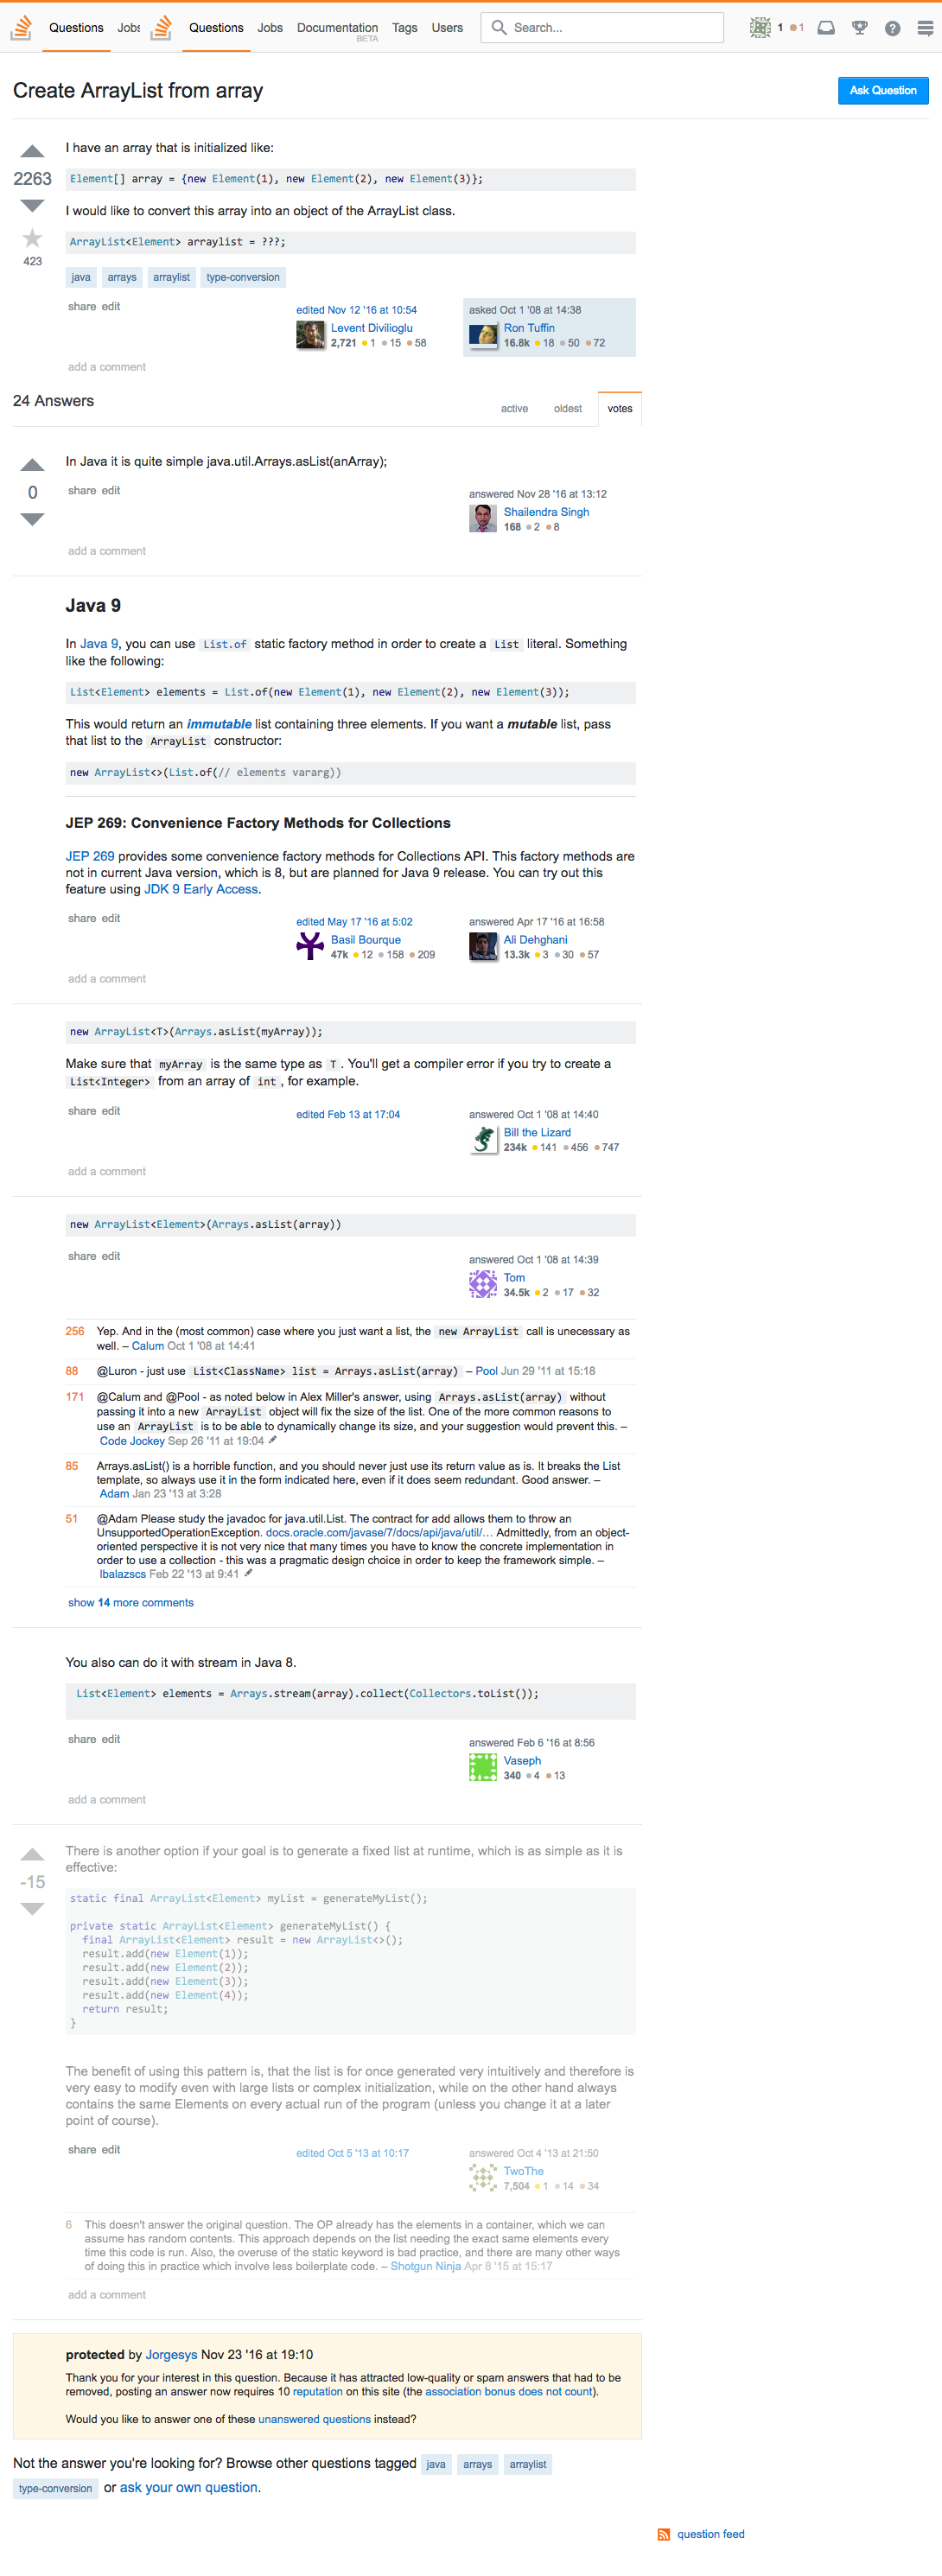 Questions Jobs Questions Jobs Documentation BETA Tags Users Search... 1 1
Create ArrayList from array
Ask Question
I have an array that is initialized like:
2263
Element[] array = {new Element(1), new Element(2), new Element(3)};
I would like to convert this array into an object of the ArrayList class.
ArrayList<Element> arraylist = ???;
423
java arrays arraylist type-conversion
share edit
edited Nov 12 '16 at 10:54
Levent Divilioglu
2,721 1 15 58
asked Oct 1 '08 at 14:38
Ron Tuffin
16.8k 18 50 72
add a comment
24 Answers
active oldest votes
In Java it is quite simple java.util.Arrays.asList(anArray);
0
share edit
answered Nov 28 '16 at 13:12
Shailendra Singh
168 2 8
add a comment
Java 9
In Java 9, you can use List.of static factory method in order to create a List literal. Something
like the following:
List<Element> elements = List.of(new Element(1), new Element(2), new Element(3));
This would return an immutable list containing three elements. If you want a mutable list, pass
that list to the ArrayList constructor:
new ArrayList<>(List.of(// elements vararg))
JEP 269: Convenience Factory Methods for Collections
JEP 269 provides some convenience factory methods for Collections API. This factory methods are
not in current Java version, which is 8, but are planned for Java 9 release. You can try out this
feature using JDK 9 Early Access.
share edit
edited May 17 '16 at 5:02
Basil Bourque
47k 12 158 209
answered Apr 17 '16 at 16:58
Ali Dehghani
13.3k 3 30 57
add a comment
new ArrayList<T>(Arrays.asList(myArray));
Make sure that myArray is the same type as T. You'll get a compiler error if you try to create a
List<Integer> from an array of int, for example.
share edit
edited Feb 13 at 17:04
answered Oct 1 '08 at 14:40
Bill the Lizard
234k 141 456 747
add a comment
new ArrayList<Element>(Arrays.asList(array))
share edit
answered Oct 1 '08 at 14:39
Tom
34.5k 2 17 32
256 Yep. And in the (most common) case where you just want a list, the new ArrayList call is unecessary as
well. – Calum Oct 1 '08 at 14:41
88 @Luron - just use List<ClassName> list = Arrays.asList(array) – Pool Jun 29 '11 at 15:18
171 @Calum and @Pool - as noted below in Alex Miller's answer, using Arrays.asList(array) without
passing it into a new ArrayList object will fix the size of the list. One of the more common reasons to
use an ArrayList is to be able to dynamically change its size, and your suggestion would prevent this. –
Code Jockey Sep 26 '11 at 19:04
85 Arrays.asList() is a horrible function, and you should never just use its return value as is. It breaks the List
template, so always use it in the form indicated here, even if it does seem redundant. Good answer. –
Adam Jan 23 '13 at 3:28
51 @Adam Please study the javadoc for java.util.List. The contract for add allows them to throw an
UnsupportedOperationException. docs.oracle.com/javase/7/docs/api/java/util/… Admittedly, from an object-
oriented perspective it is not very nice that many times you have to know the concrete implementation in
order to use a collection - this was a pragmatic design choice in order to keep the framework simple. –
lbalazscs Feb 22 '13 at 9:41
show 14 more comments
You also can do it with stream in Java 8.
List<Element> elements = Arrays.stream(array).collect(Collectors.toList());
share edit
answered Feb 6 '16 at 8:56
Vaseph
340 4 13
add a comment
There is another option if your goal is to generate a fixed list at runtime, which is as simple as it is
effective:
-15
static final ArrayList<Element> myList = generateMyList();
private static ArrayList<Element> generateMyList() {
final ArrayList<Element> result = new ArrayList<>();
result.add(new Element(1));
result.add(new Element(2));
result.add(new Element(3));
result.add(new Element(4));
return result;
}
The benefit of using this pattern is, that the list is for once generated very intuitively and therefore is
very easy to modify even with large lists or complex initialization, while on the other hand always
contains the same Elements on every actual run of the program (unless you change it at a later
point of course).
share edit
edited Oct 5 '13 at 10:17
answered Oct 4 '13 at 21:50
TwoThe
7,504 1 14 34
6 This doesn't answer the original question. The OP already has the elements in a container, which we can
assume has random contents. This approach depends on the list needing the exact same elements every
time this code is run. Also, the overuse of the static keyword is bad practice, and there are many other ways
of doing this in practice which involve less boilerplate code. – Shotgun Ninja Apr 8 '15 at 15:17
add a comment
protected by Jorgesys Nov 23 '16 at 19:10
Thank you for your interest in this question. Because it has attracted low-quality or spam answers that had to be
removed, posting an answer now requires 10 reputation on this site (the association bonus does not count).
Would you like to answer one of these unanswered questions instead?
Not the answer you're looking for? Browse other questions tagged java arrays arraylist
type-conversion or ask your own question.
question feed